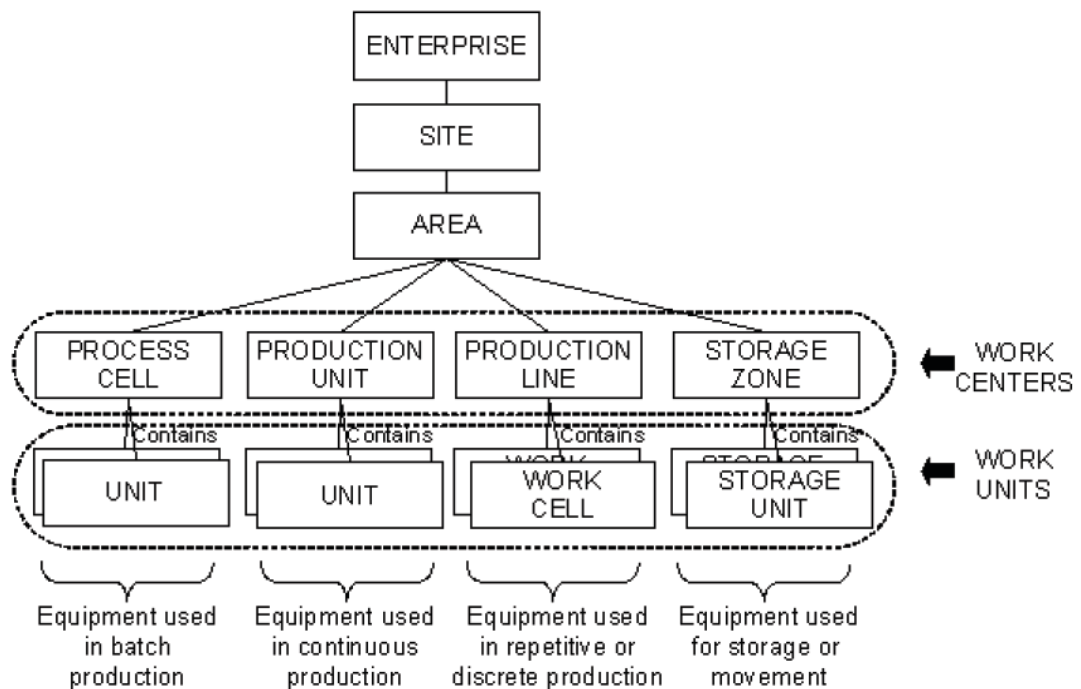 ENTERPRISE
SITE
AREA
PROCESS
CELL
PRODUCTION
UNIT
PRODUCTION
LINE
STORAGE
ZONE
WORK
CENTERS
Contains
Contains
Contains
Contains
UNIT
UNIT
WORK
WORK
CELL
STORAGE
STORAGE
UNIT
WORK
UNITS
Equipment used
in batch
production
Equipment used
in continuous
production
Equipment used
in repetitive or
discrete production
Equipment used
for storage or
movement